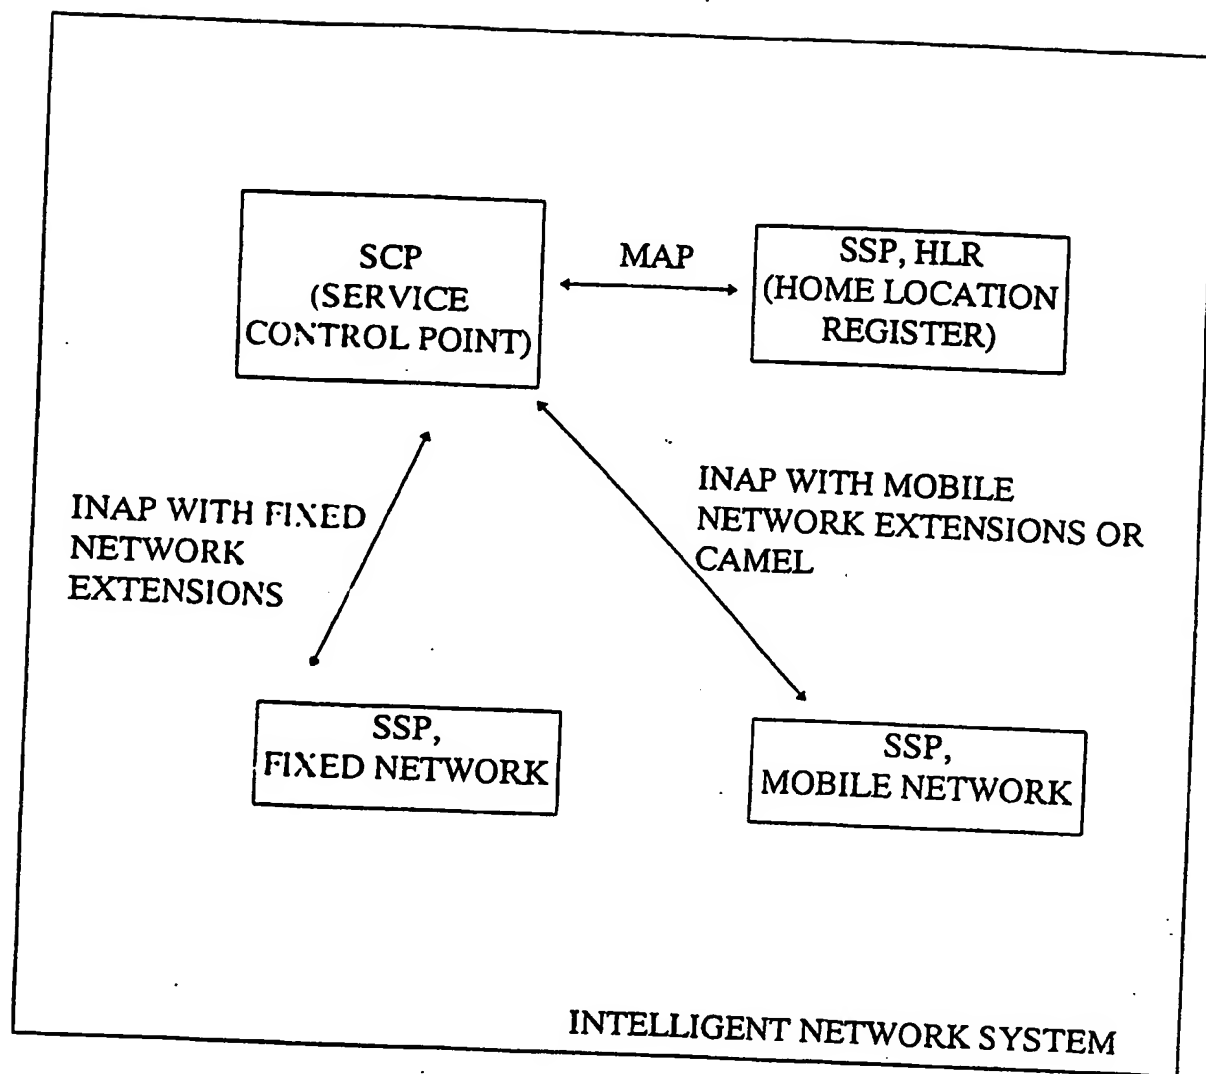 SCP
(SERVICE
CONTROL POINT)
MAP
SSP, HLR
(HOME LOCATION
REGISTER)
INAP WITH FIXED
NETWORK
EXTENSIONS
INAP WITH MOBILE
NETWORK EXTENSIONS OR
CAMEL
SSP,
FIXED NETWORK
SSP,
MOBILE NETWORK
INTELLIGENT NETWORK SYSTEM